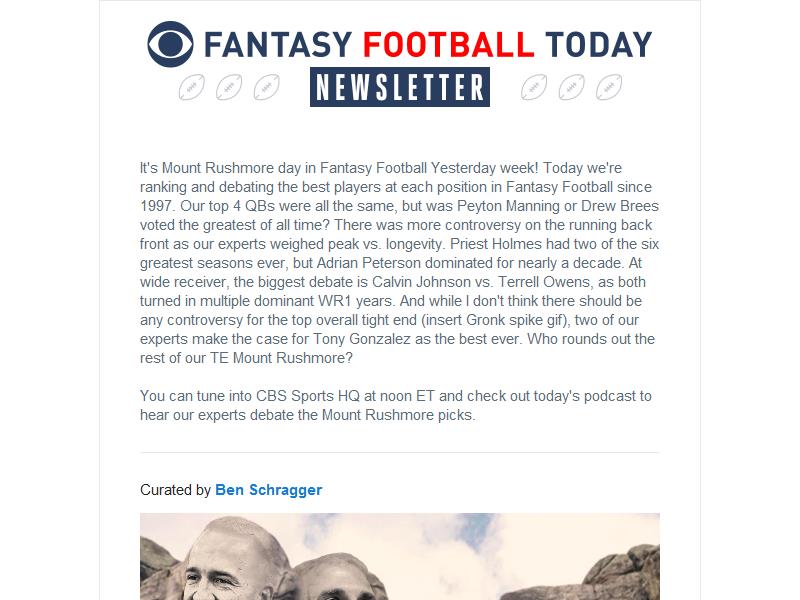 FANTASY FOOTBALL TODAY
NEWSLETTER
It's Mount Rushmore day in Fantasy Football Yesterday week! Today we're
ranking and debating the best players at each position in Fantasy Football since
1997. Our top 4 QBs were all the same, but was Peyton Manning or Drew Brees
voted the greatest of all time? There was more controversy on the running back
front as our experts weighed peak vs. longevity. Priest Holmes had two of the six
greatest seasons ever, but Adrian Peterson dominated for nearly a decade. At
wide receiver, the biggest debate is Calvin Johnson vs. Terrell Owens, as both
turned in multiple dominant WR1 years. And while I don't think there should be
any controversy for the top overall tight end (insert Gronk spike gif), two of our
experts make the case for Tony Gonzalez as the best ever. Who rounds out the
rest of our TE Mount Rushmore?
You can tune into CBS Sports HQ at noon ET and check out today's podcast to
hear our experts debate the Mount Rushmore picks.
Curated by Ben Schragger